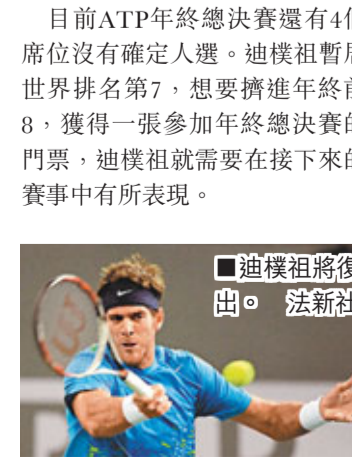 目前ATP年終總決賽還有4
席位沒有確定人選。迪樸祖暫
世界排名第7，想要擠進年終前
8，獲得一張參加年終總決賽
門票，迪樸祖就需要在接下來
賽事中有所表現。
■迪樸祖將復
出。 法新社